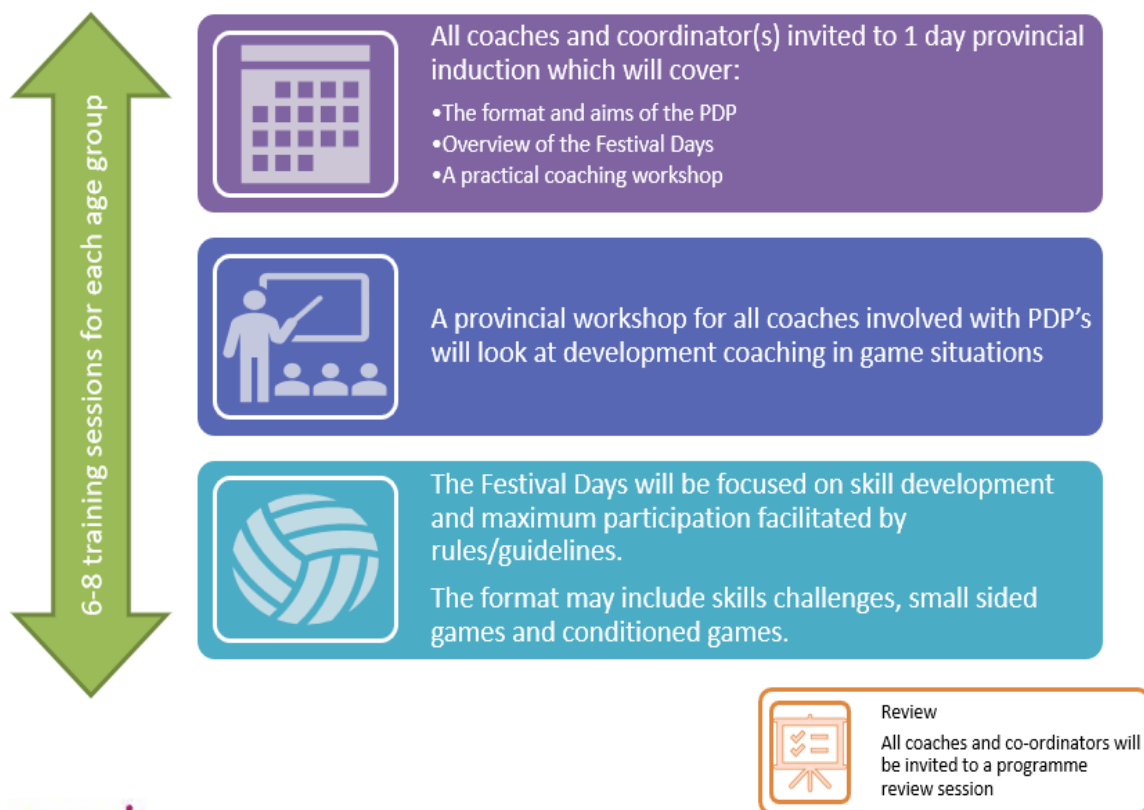 6-8 training sessions for each age group
All coaches and coordinator(s) invited to 1 day provincial
induction which will cover:
•The format and aims of the PDP
•Overview of the Festival Days
•A practical coaching workshop
A provincial workshop for all coaches involved with PDP's
will look at development coaching in game situations
The Festival Days will be focused on skill development
and maximum participation facilitated by
rules/guidelines.
The format may include skills challenges, small sided
games and conditioned games.
Review
All coaches and co-ordinators will
be invited to a programme
review session